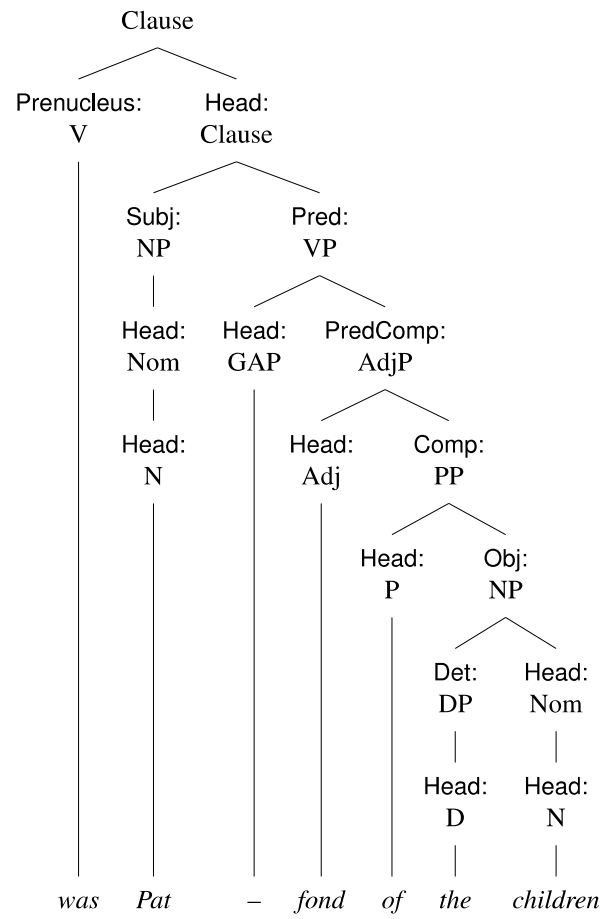 Clause
Prenucleus: Head:
V Clause
Subj: Pred:
NP VP
Head: Head: PredComp:
Nom GAP AdjP
Head: Head: Comp:
N Adj PP
Head: Obj:
P NP
Det: Head:
DP Nom
Head: Head:
D N
was Pat – fond of the children